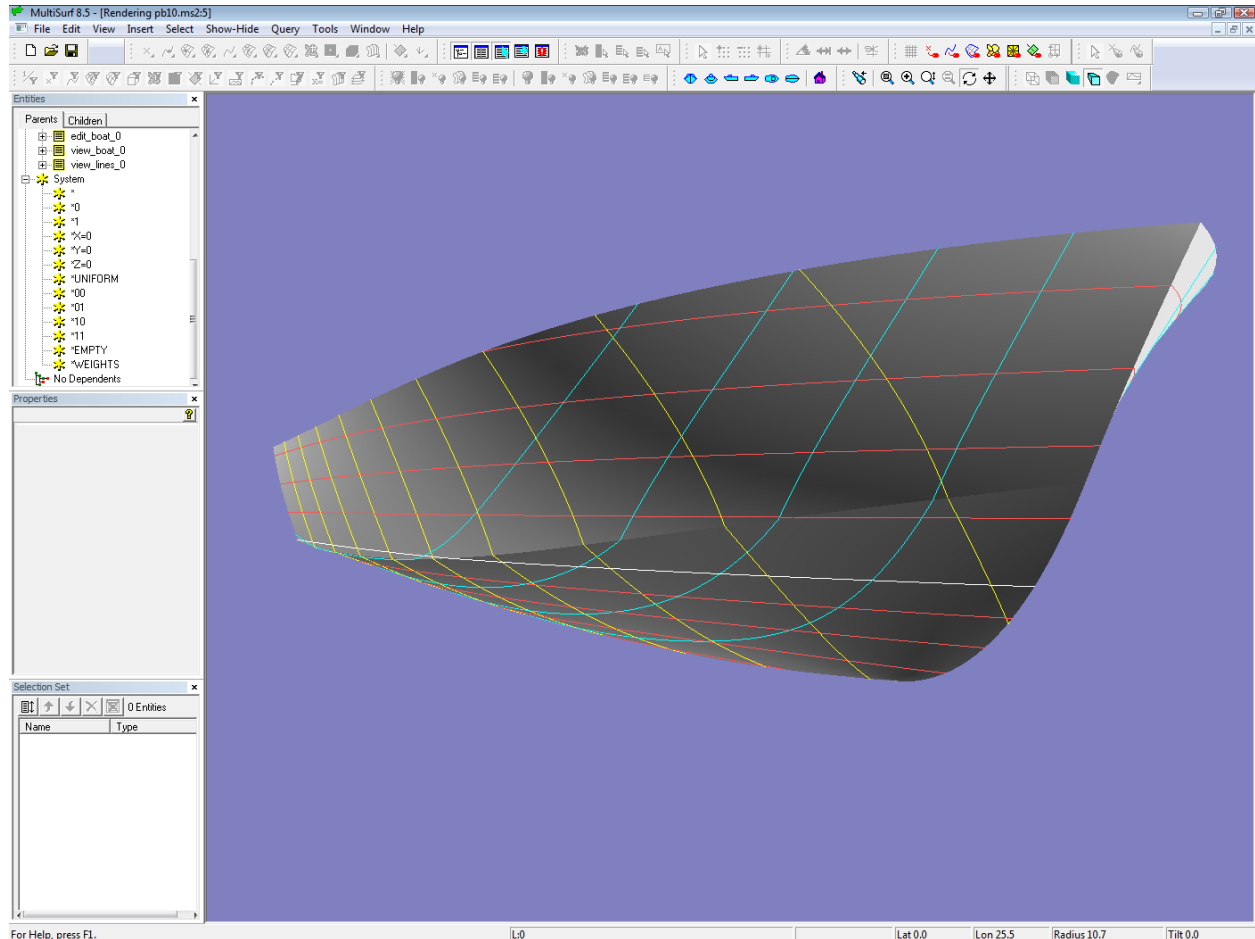 MultiSurf 8.5 - [Rendering pb10.ms2:5]
File Edit View Insert Select Show-Hide Query Tools Window Help
Entities
Parents Children
edit_boat_0
view_boat_0
view_lines_0
System
*
*0
*1
*X=0
*Y=0
*Z=0
*UNIFORM
*00
*01
*10
*11
*EMPTY
*WEIGHTS
No Dependents
Properties
Selection Set
0 Entities
Name Type
For Help, press F1. L:0 Lat 0.0 Lon 25.5 Radius 10.7 Tilt 0.0